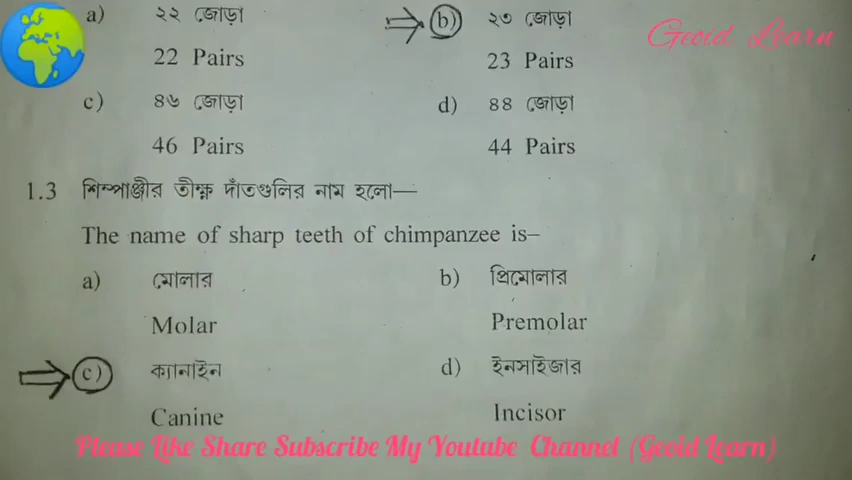 a) ২২ জোড়া b) ২৩ জোড়া
Geoid Learn
22 Pairs 23 Pairs
c) ৪৬ জোড়া d) ৪৪ জোড়া
46 Pairs 44 Pairs
1.3 শিম্পাঞ্জীর তীক্ষ্ণ দাঁতগুলির নাম হলো—
The name of sharp teeth of chimpanzee is–
a) মোলার b) প্রিমোলার
Molar Premolar
c) ক্যানাইন d) ইনসাইজার
Canine Incisor
Please Like Share Subscribe My Youtube Channel (Geoid Learn)